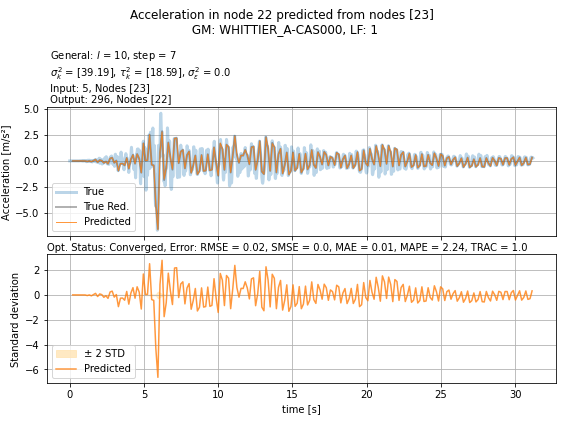 Acceleration in node 22 predicted from nodes [23]
GM: WHITTIER_A-CAS000, LF: 1
General: l = 10, step = 7
σ²ₖ = [39.19], τ²ₖ = [18.59], σ²ε = 0.0
Input: 5, Nodes [23]
Output: 296, Nodes [22]
Acceleration [m/s²]
5.0
2.5
0.0
−2.5
−5.0
True
True Red.
Predicted
Opt. Status: Converged, Error: RMSE = 0.02, SMSE = 0.0, MAE = 0.01, MAPE = 2.24, TRAC = 1.0
Standard deviation
2
0
−2
−4
−6
± 2 STD
Predicted
0 5 10 15 20 25 30
time [s]